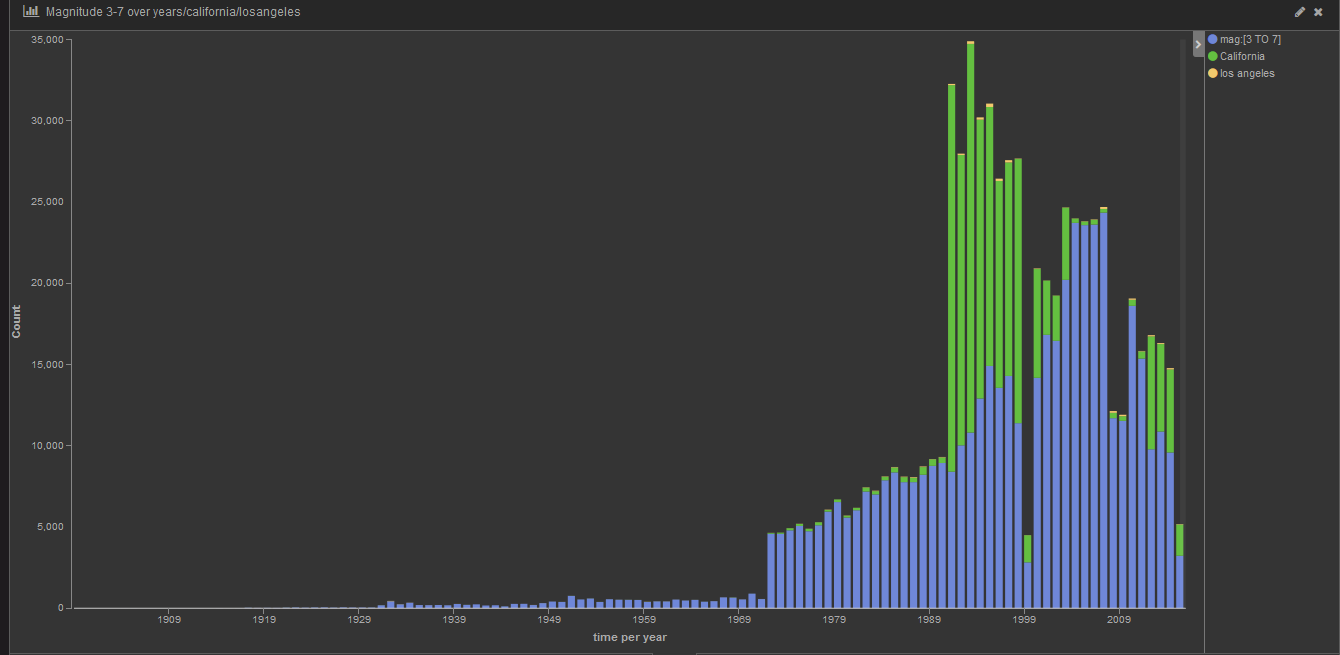 Magnitude 3-7 over years/california/losangeles
35,000
30,000
25,000
20,000
15,000
10,000
5,000
0
Count
1909 1919 1929 1939 1949 1959 1969 1979 1989 1999 2009
time per year
mag:[3 TO 7]
California
los angeles